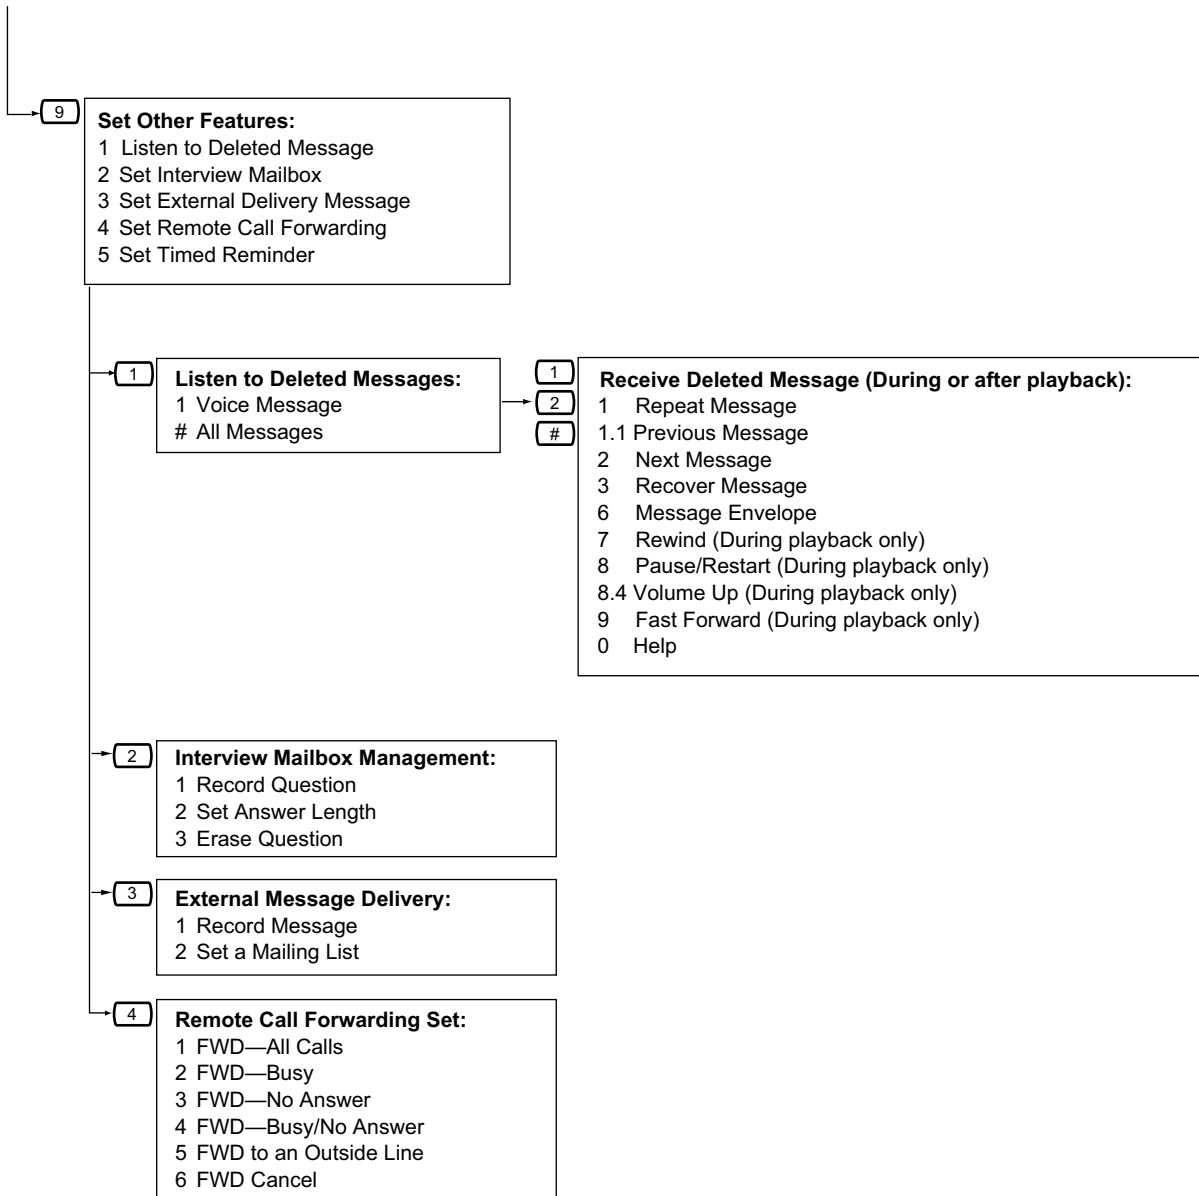 9
Set Other Features:
1 Listen to Deleted Message
2 Set Interview Mailbox
3 Set External Delivery Message
4 Set Remote Call Forwarding
5 Set Timed Reminder
1
Listen to Deleted Messages:
1 Voice Message
# All Messages
1
2
#
Receive Deleted Message (During or after playback):
1 Repeat Message
1.1 Previous Message
2 Next Message
3 Recover Message
6 Message Envelope
7 Rewind (During playback only)
8 Pause/Restart (During playback only)
8.4 Volume Up (During playback only)
9 Fast Forward (During playback only)
0 Help
2
Interview Mailbox Management:
1 Record Question
2 Set Answer Length
3 Erase Question
3
External Message Delivery:
1 Record Message
2 Set a Mailing List
4
Remote Call Forwarding Set:
1 FWD—All Calls
2 FWD—Busy
3 FWD—No Answer
4 FWD—Busy/No Answer
5 FWD to an Outside Line
6 FWD Cancel